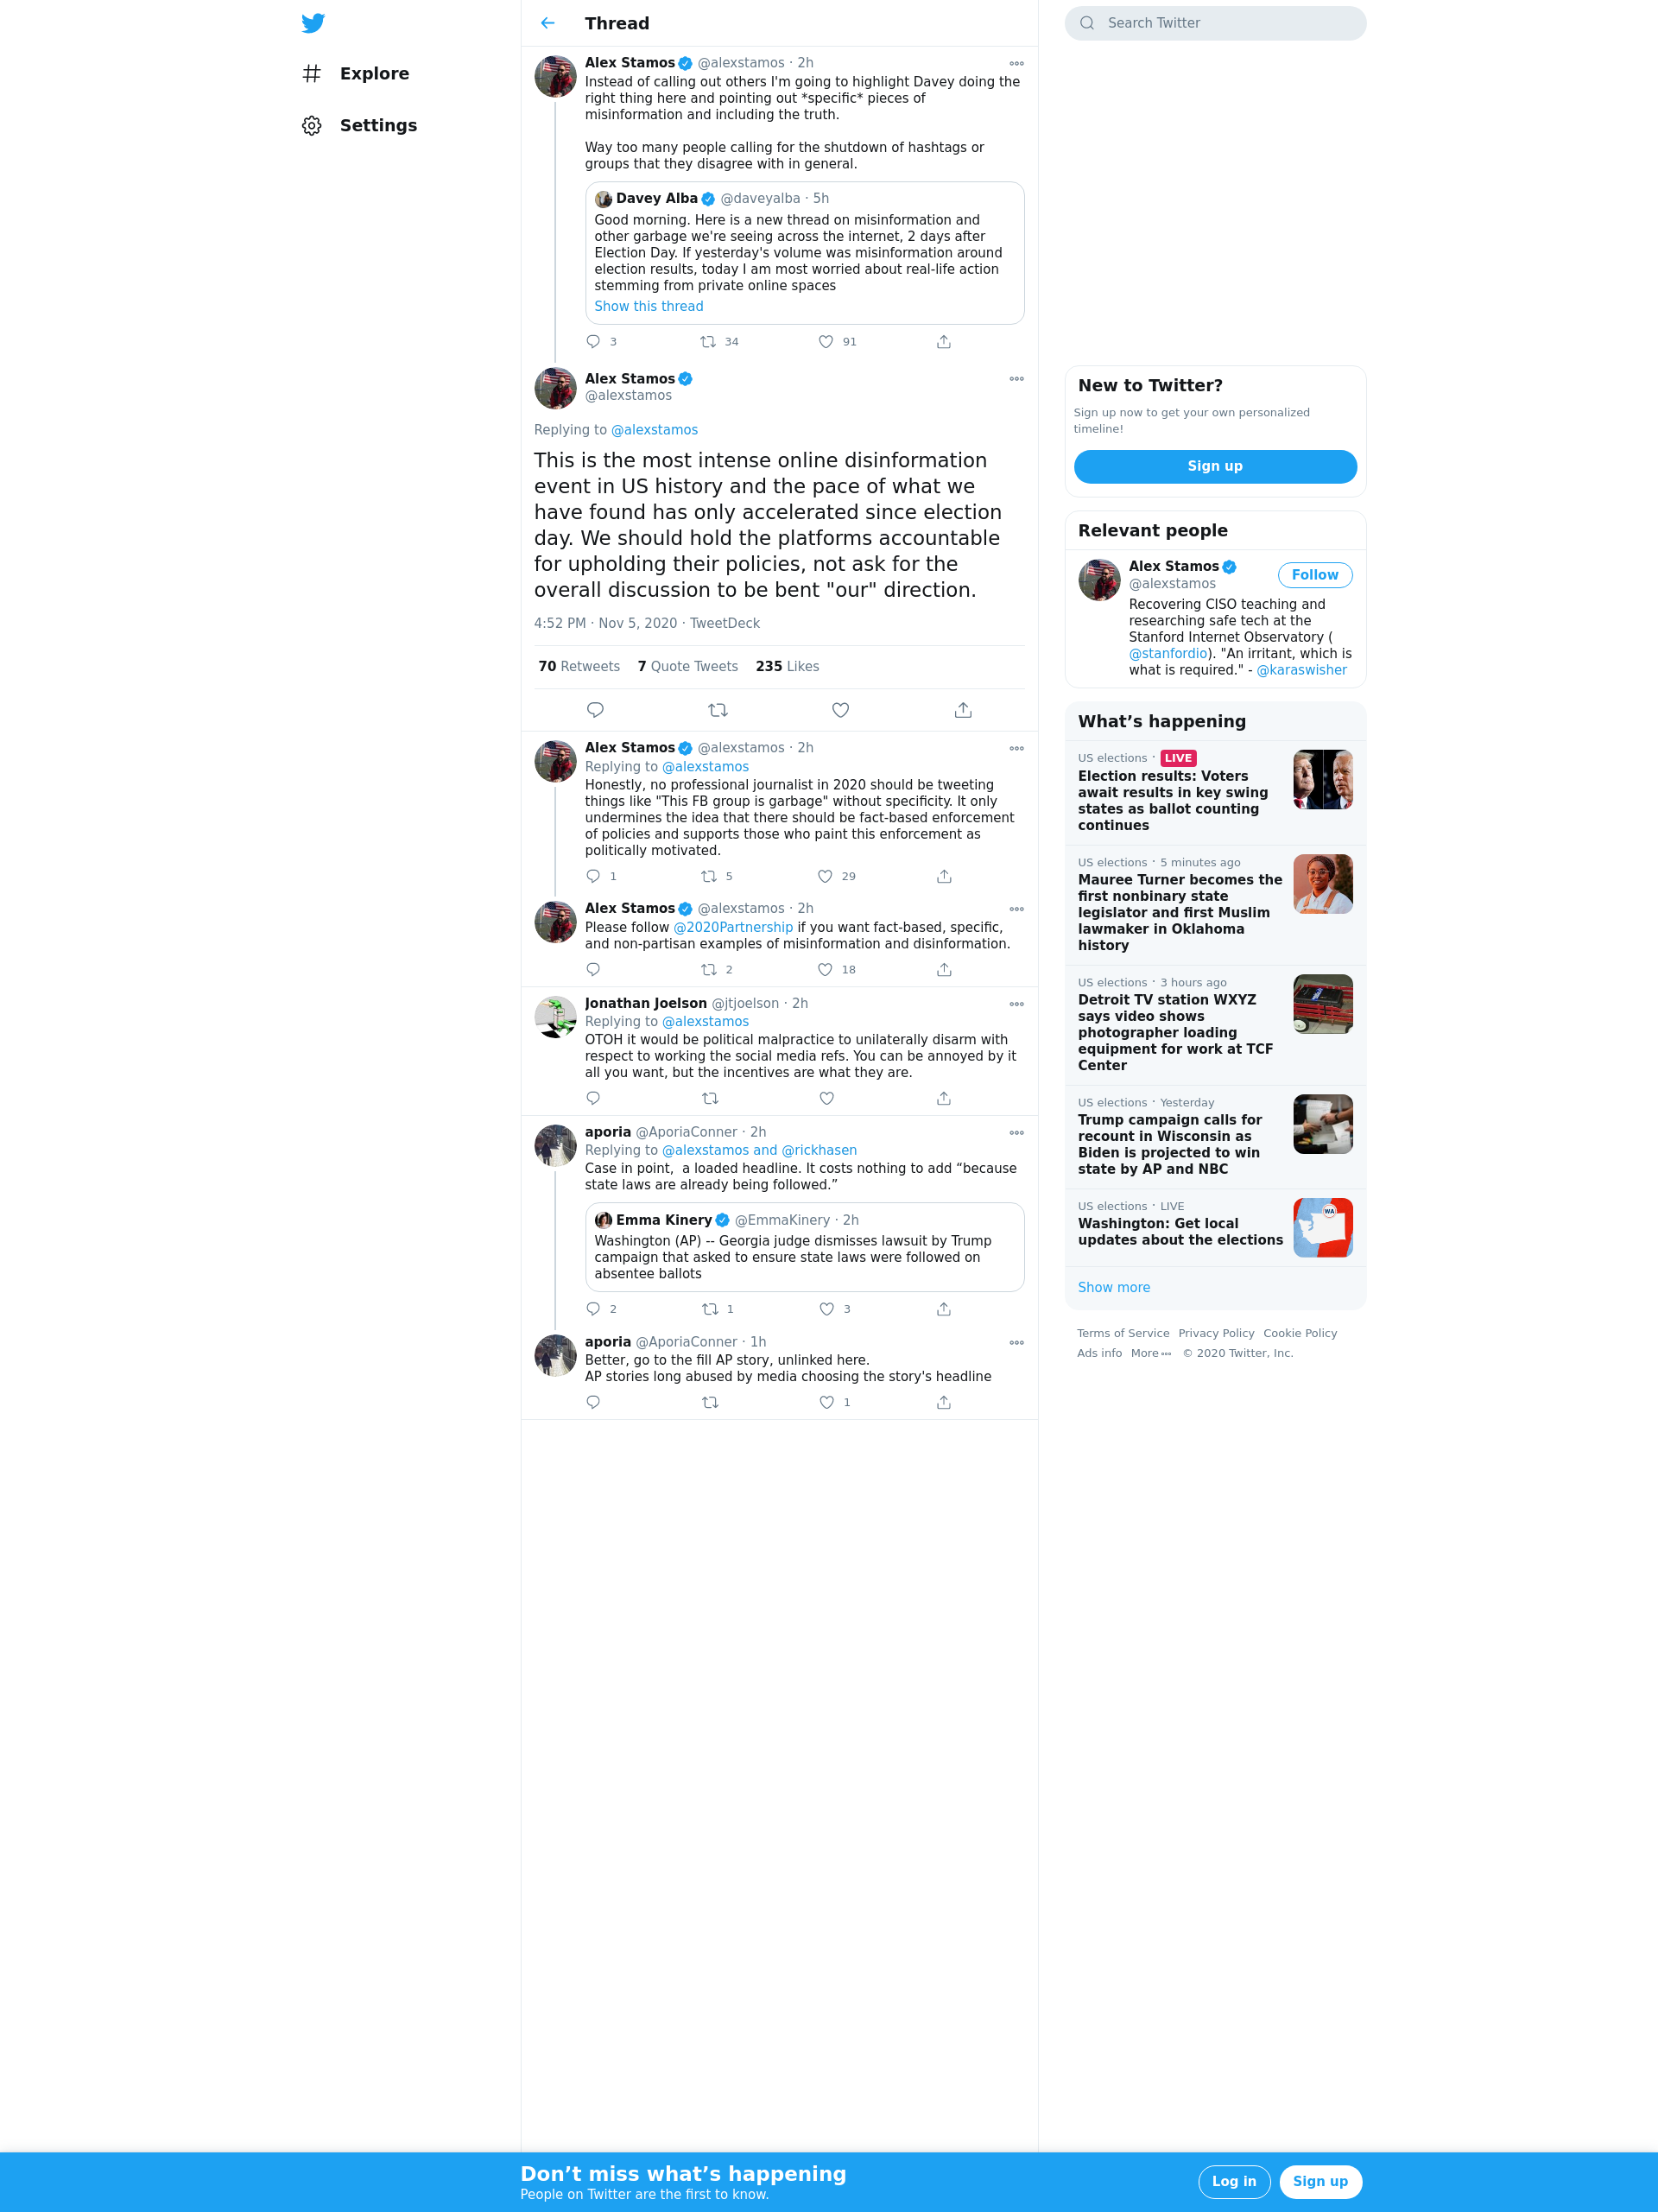 Explore
Settings
Thread
Alex Stamos @alexstamos · 2h
Instead of calling out others I'm going to highlight Davey doing the
right thing here and pointing out *specific* pieces of
misinformation and including the truth.
Way too many people calling for the shutdown of hashtags or
groups that they disagree with in general.
Davey Alba @daveyalba · 5h
Good morning. Here is a new thread on misinformation and
other garbage we're seeing across the internet, 2 days after
Election Day. If yesterday's volume was misinformation around
election results, today I am most worried about real-life action
stemming from private online spaces
Show this thread
3 34 91
Alex Stamos
@alexstamos
Replying to @alexstamos
This is the most intense online disinformation
event in US history and the pace of what we
have found has only accelerated since election
day. We should hold the platforms accountable
for upholding their policies, not ask for the
overall discussion to be bent "our" direction.
4:52 PM · Nov 5, 2020 · TweetDeck
70 Retweets 7 Quote Tweets 235 Likes
Alex Stamos @alexstamos · 2h
Replying to @alexstamos
Honestly, no professional journalist in 2020 should be tweeting
things like "This FB group is garbage" without specificity. It only
undermines the idea that there should be fact-based enforcement
of policies and supports those who paint this enforcement as
politically motivated.
1 5 29
Alex Stamos @alexstamos · 2h
Please follow @2020Partnership if you want fact-based, specific,
and non-partisan examples of misinformation and disinformation.
2 18
Jonathan Joelson @jtjoelson · 2h
Replying to @alexstamos
OTOH it would be political malpractice to unilaterally disarm with
respect to working the social media refs. You can be annoyed by it
all you want, but the incentives are what they are.
aporia @AporiaConner · 2h
Replying to @alexstamos and @rickhasen
Case in point,  a loaded headline. It costs nothing to add “because
state laws are already being followed.”
Emma Kinery @EmmaKinery · 2h
Washington (AP) -- Georgia judge dismisses lawsuit by Trump
campaign that asked to ensure state laws were followed on
absentee ballots
2 1 3
aporia @AporiaConner · 1h
Better, go to the fill AP story, unlinked here.
AP stories long abused by media choosing the story's headline
1
Search Twitter
New to Twitter?
Sign up now to get your own personalized
timeline!
Sign up
Relevant people
Alex Stamos
@alexstamos
Follow
Recovering CISO teaching and
researching safe tech at the
Stanford Internet Observatory (
@stanfordio). "An irritant, which is
what is required." - @karaswisher
What’s happening
US elections · LIVE
Election results: Voters
await results in key swing
states as ballot counting
continues
US elections · 5 minutes ago
Mauree Turner becomes the
first nonbinary state
legislator and first Muslim
lawmaker in Oklahoma
history
US elections · 3 hours ago
Detroit TV station WXYZ
says video shows
photographer loading
equipment for work at TCF
Center
US elections · Yesterday
Trump campaign calls for
recount in Wisconsin as
Biden is projected to win
state by AP and NBC
US elections · LIVE
Washington: Get local
updates about the elections
WA
Show more
Terms of Service Privacy Policy Cookie Policy
Ads info More © 2020 Twitter, Inc.
Don’t miss what’s happening
People on Twitter are the first to know.
Log in
Sign up